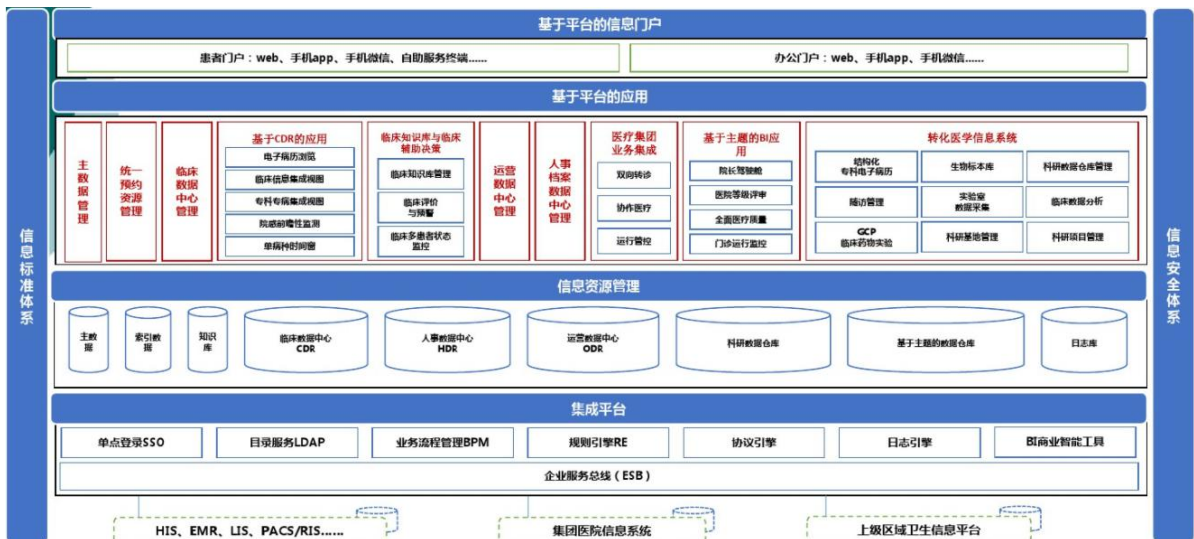 基于平台的信息门户
患者门户：web、手机app、手机微信、自助服务终端......
办公门户：web、手机app、手机微信......
基于平台的应用
主数据管理
统一预约资源管理
临床数据中心管理
基于CDR的应用
电子病历浏览
临床信息集成视图
专科专病集成视图
院感前瞻性监测
单病种时间窗
临床知识库与临床
辅助决策
临床知识库管理
临床评价
与预警
临床多患者状态
监控
运营数据中心管理
人事档案数据中心管理
医疗集团
业务集成
双向转诊
协作医疗
运行管控
基于主题的BI应
用
院长驾驶舱
医院等级评审
全面医疗质量
门诊运行监控
转化医学信息系统
结构化
专科电子病历
生物标本库
科研数据仓库管理
随访管理
实验室
数据采集
临床数据分析
GCP
临床药物实验
科研基地管理
科研项目管理
信息标准体系
信息安全体系
信息资源管理
主数
据
索引数
据
知识
库
临床数据中心
CDR
人事数据中心
HDR
运营数据中心
ODR
科研数据仓库
基于主题的数据仓库
日志库
集成平台
单点登录SSO
目录服务LDAP
业务流程管理BPM
规则引擎RE
协议引擎
日志引擎
BI商业智能工具
企业服务总线（ESB）
HIS、EMR、LIS、PACS/RIS......
集团医院信息系统
上级区域卫生信息平台